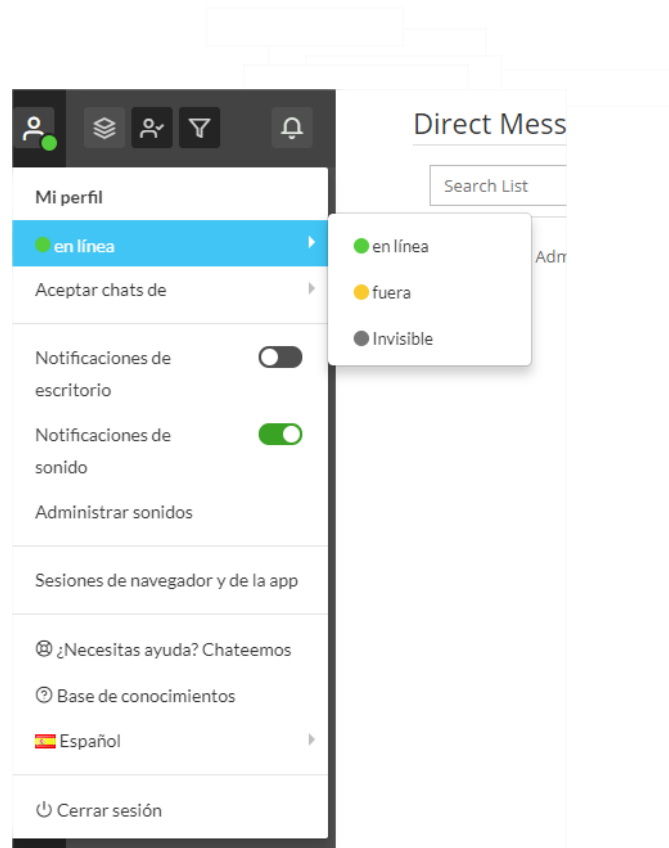 Direct Mess
Search List
Mi perfil
en línea
en línea
Adm
Aceptar chats de
fuera
Invisible
Notificaciones de
escritorio
Notificaciones de
sonido
Administrar sonidos
Sesiones de navegador y de la app
¿Necesitas ayuda? Chateemos
Base de conocimientos
Español
Cerrar sesión